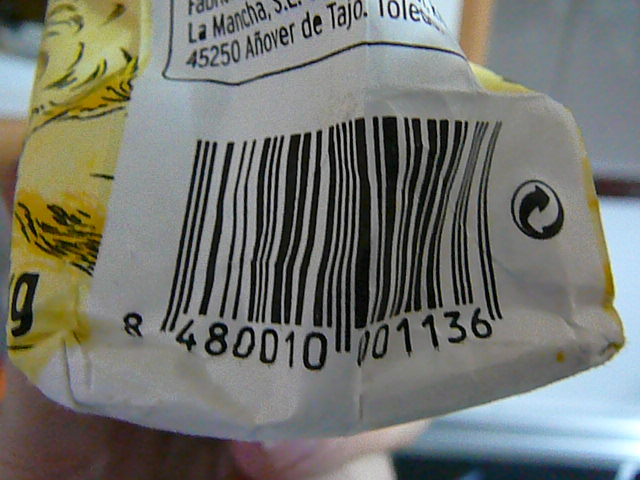 La Mancha, S.L.
45250 Añover de Tajo. Toledo
g
8 480010 001136